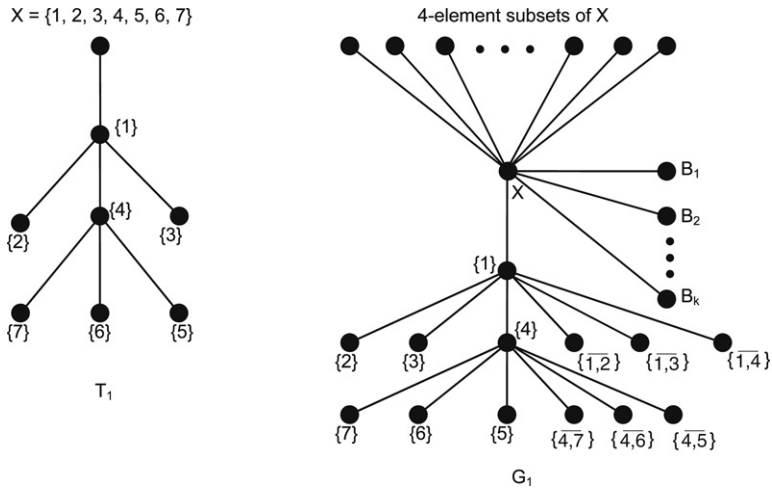 X = {1, 2, 3, 4, 5, 6, 7}
{1}
{4}
{2}
{3}
{7}
{6}
{5}
T₁
4-element subsets of X
B₁
X
B₂
{1}
Bₖ
{4}
{2}
{3}
{1,2}
{1,3}
{1,4}
{7}
{6}
{5}
{4,7}
{4,6}
{4,5}
G₁